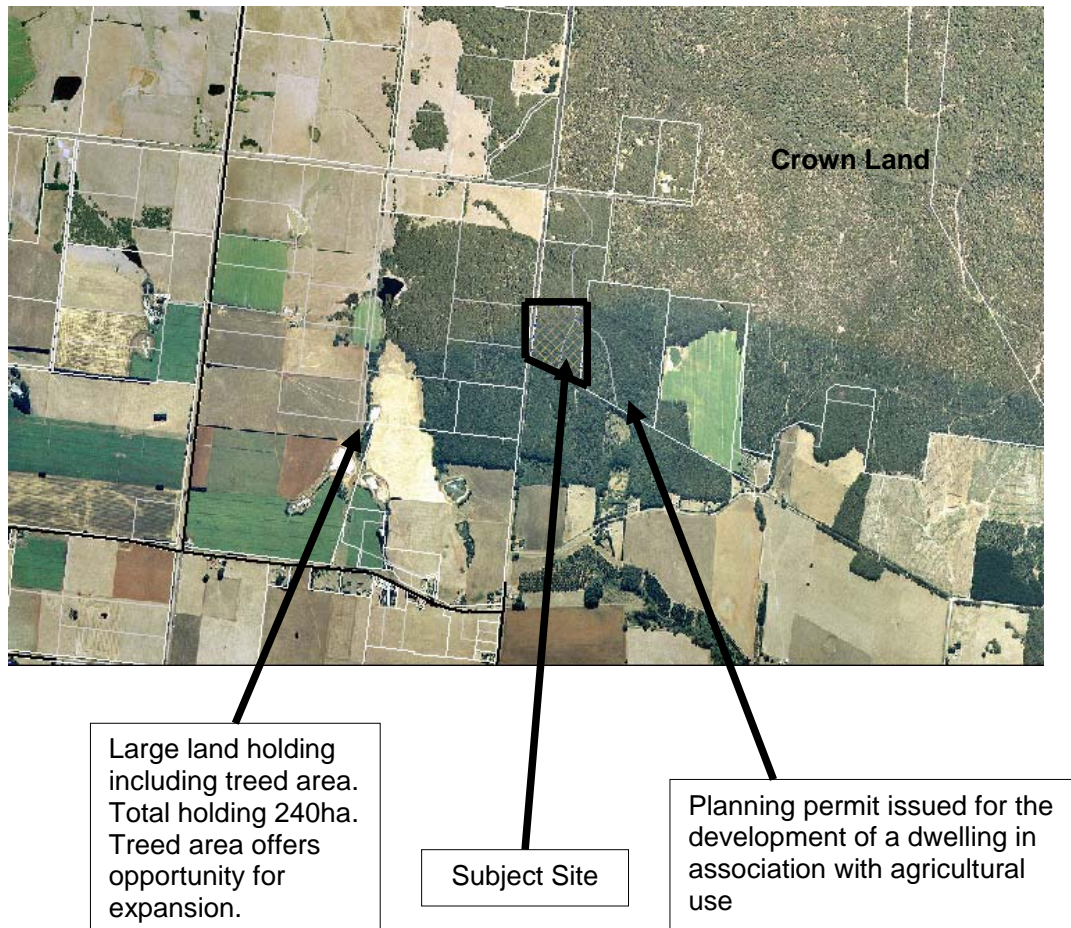 Crown Land
Large land holding
including treed area.
Total holding 240ha.
Treed area offers
opportunity for
expansion.
Subject Site
Planning permit issued for the
development of a dwelling in
association with agricultural
use